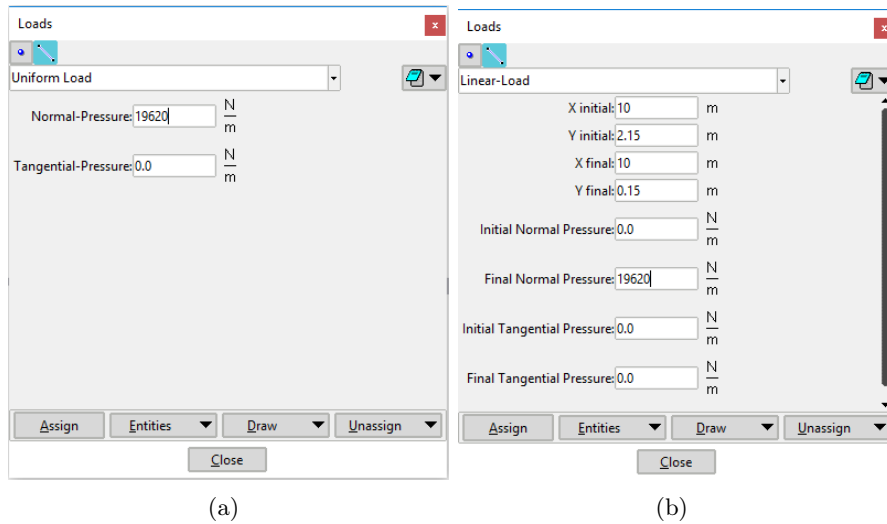 Loads
x
Uniform Load
Normal-Pressure: 19620 N/m
Tangential-Pressure: 0.0 N/m
Assign Entities Draw Unassign
Close
(a)
Loads
x
Linear-Load
X initial: 10 m
Y initial: 2.15 m
X final: 10 m
Y final: 0.15 m
Initial Normal Pressure: 0.0 N/m
Final Normal Pressure: 19620 N/m
Initial Tangential Pressure: 0.0 N/m
Final Tangential Pressure: 0.0 N/m
Assign Entities Draw Unassign
Close
(b)